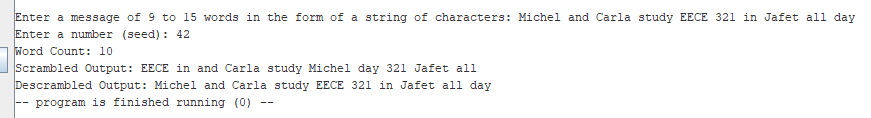 Enter a message of 9 to 15 words in the form of a string of characters: Michel and Carla study EECE 321 in Jafet all day
Enter a number (seed): 42
Word Count: 10
Scrambled Output: EECE in and Carla study Michel day 321 Jafet all
Descrambled Output: Michel and Carla study EECE 321 in Jafet all day
-- program is finished running (0) --